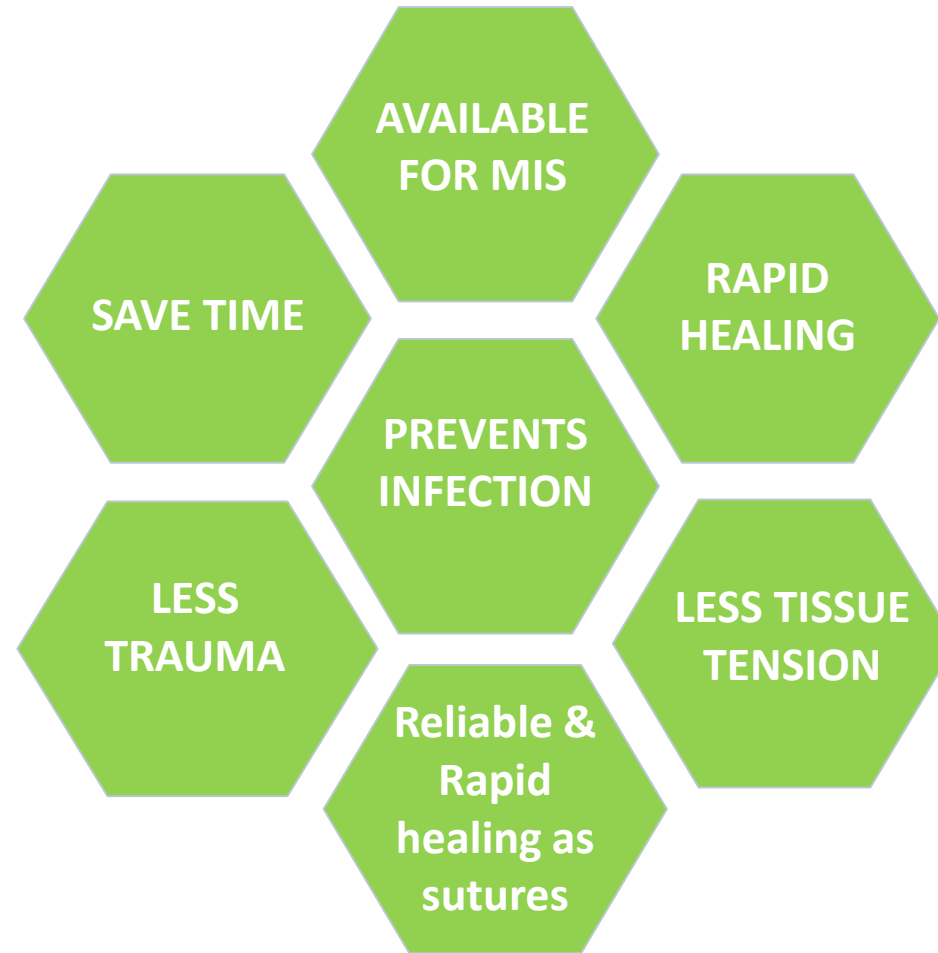 AVAILABLE
FOR MIS
SAVE TIME
RAPID
HEALING
PREVENTS
INFECTION
LESS
TRAUMA
LESS TISSUE
TENSION
Reliable &
Rapid
healing as
sutures